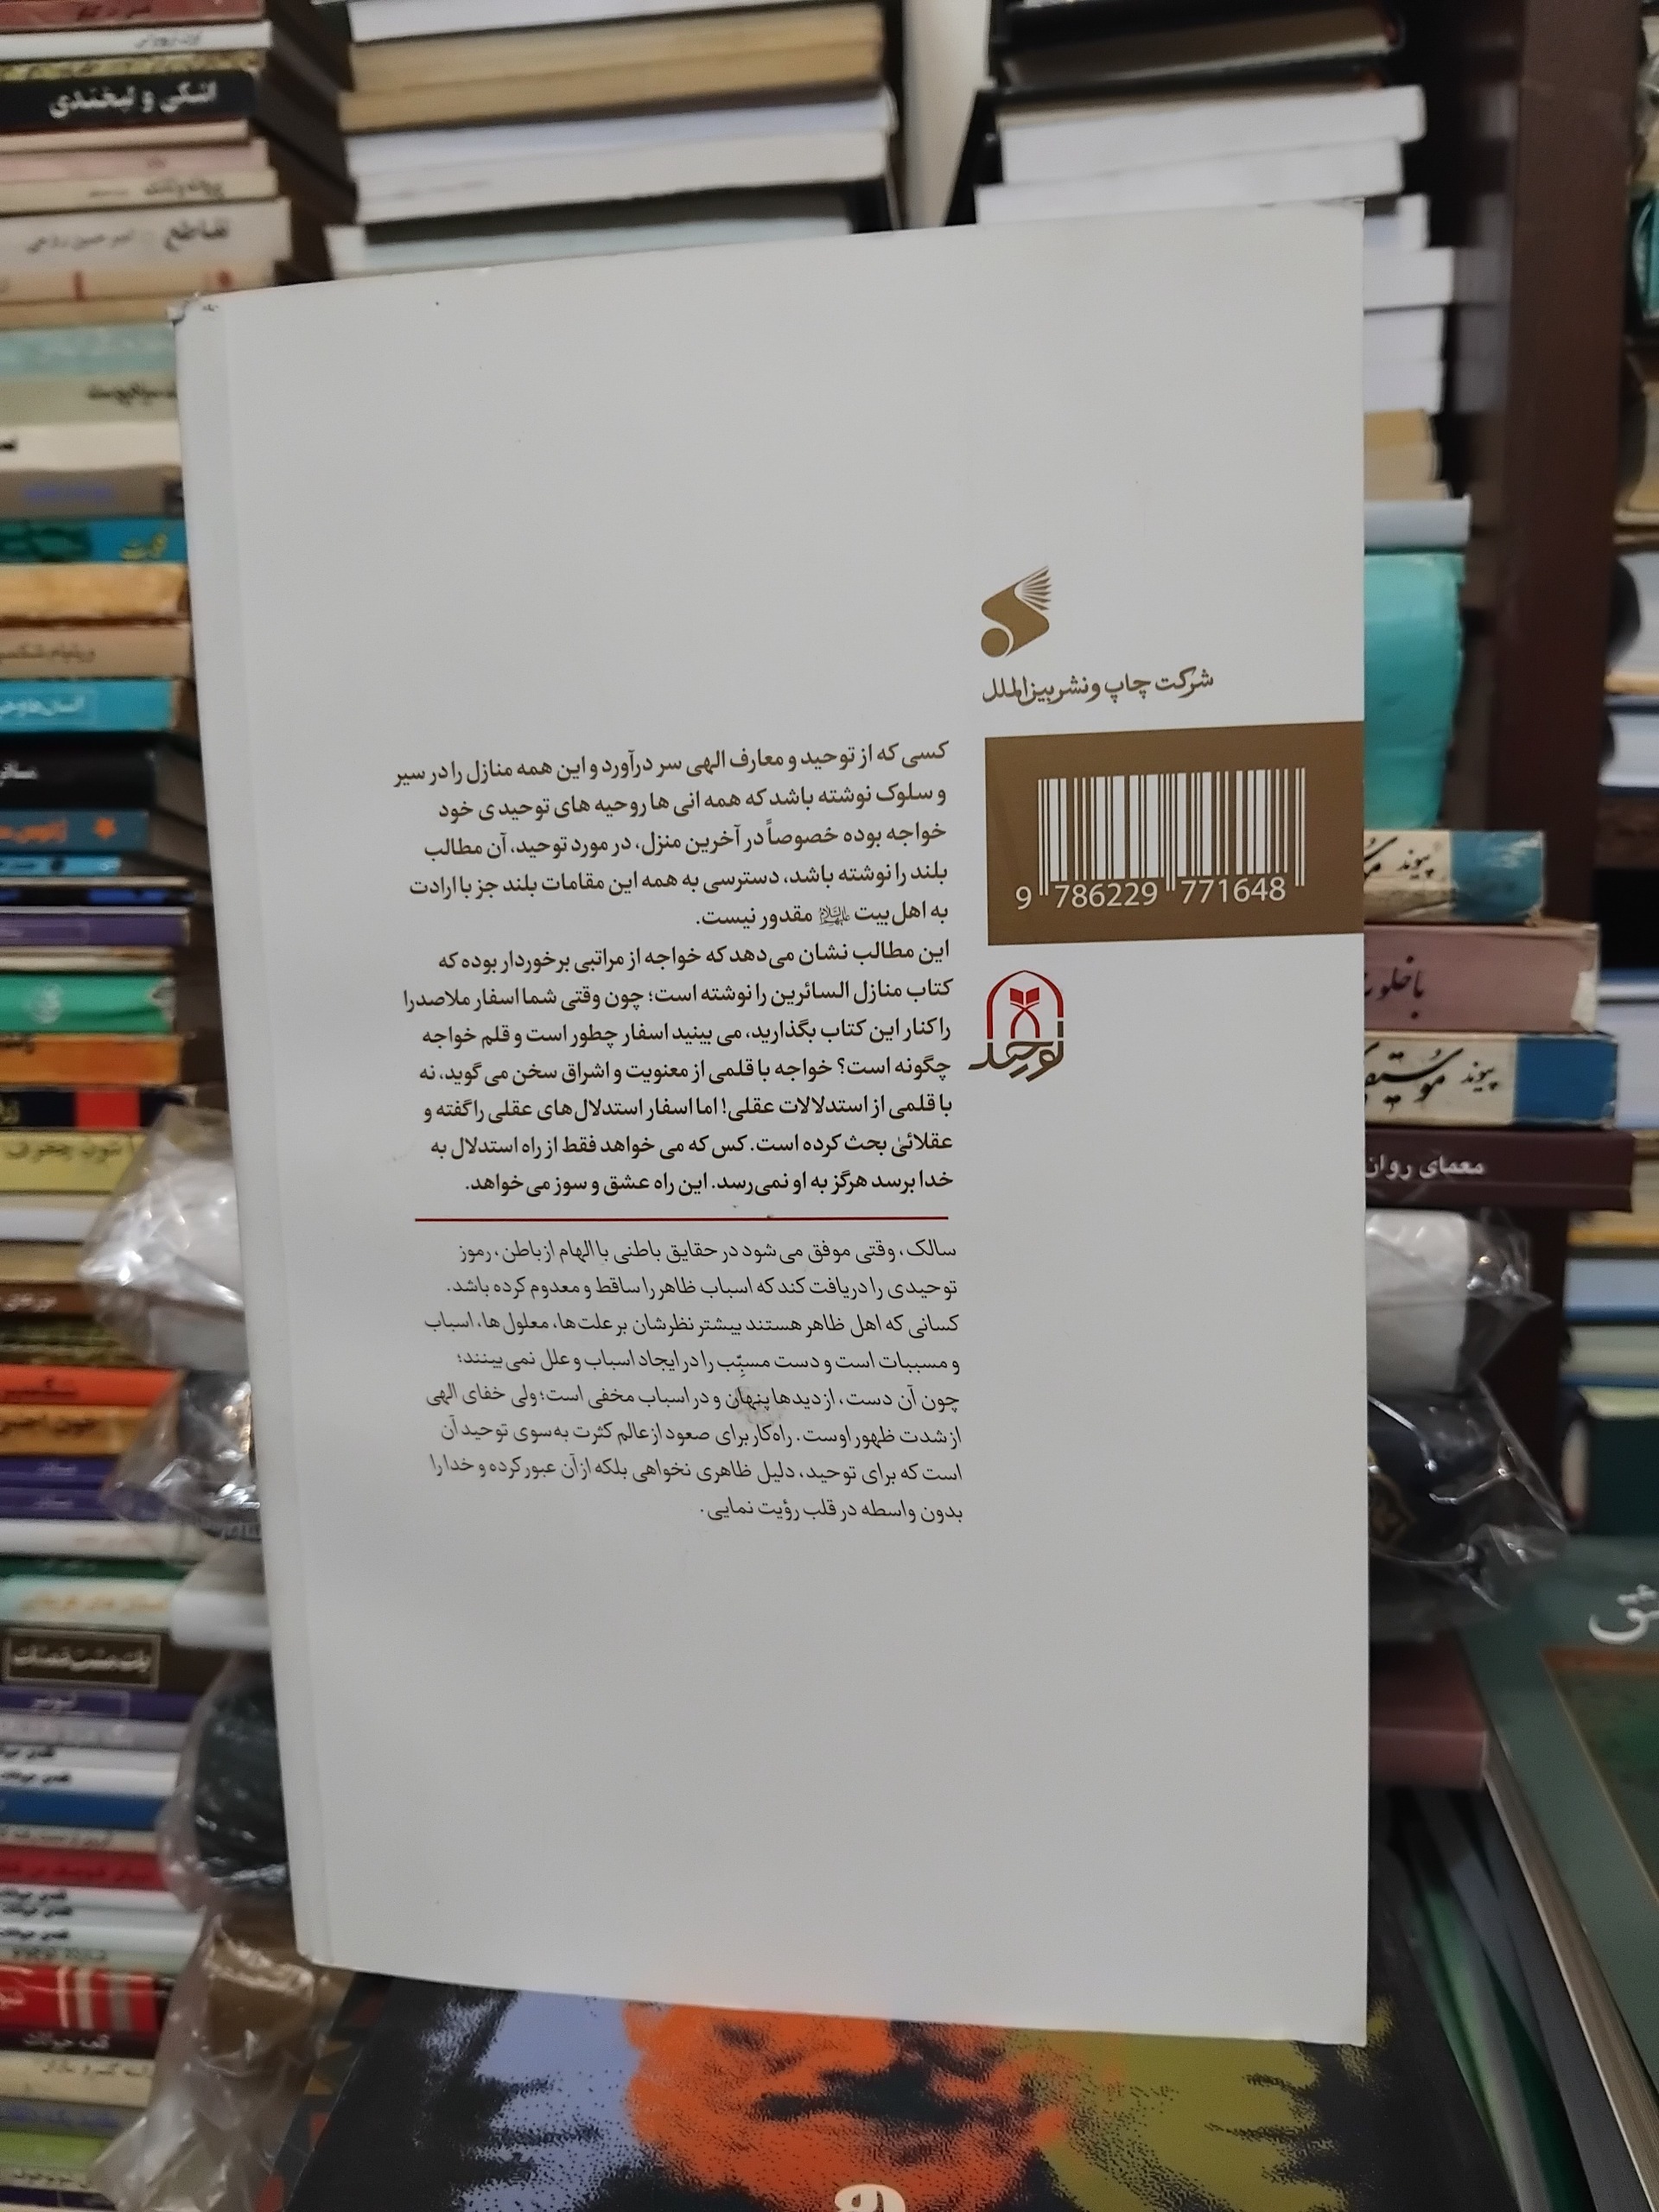 شرکت چاپ و نشر بین‌الملل
9 786229 771648
توحید
کسی که از توحید و معارف الهی سر درآورد و این همه منازل را در سیر
و سلوک نوشته باشد که همه انی ها روحیه های توحیدی خود
خواجه بوده خصوصاً در آخرین منزل، در مورد توحید، آن مطالب
بلند را نوشته باشد، دسترسی به همه این مقامات بلند جز با ارادت
به اهل‌بیت علیهم‌السلام مقدور نیست.
این مطالب نشان می‌دهد که خواجه از مراتبی برخوردار بوده که
کتاب منازل السائرین را نوشته است؛ چون وقتی شما اسفار ملاصدرا
را کنار این کتاب بگذارید، می بینید اسفار چطور است و قلم خواجه
چگونه است؟ خواجه با قلمی از معنویت و اشراق سخن می گوید، نه
با قلمی از استدلالات عقلی! اما اسفار استدلال‌های عقلی را گفته و
عقلائیٰ بحث کرده است. کس که می خواهد فقط از راه استدلال به
خدا برسد هرگز به او نمی‌رسد. این راه عشق و سوز می‌خواهد.
سالک، وقتی موفق می شود در حقایق باطنی با الهام از باطن، رموز
توحیدی را دریافت کند که اسباب ظاهر را ساقط و معدوم کرده باشد.
کسانی که اهل ظاهر هستند بیشتر نظرشان بر علت‌ها، معلول ها، اسباب
و مسببات است و دست مسبِّب را در ایجاد اسباب و علل نمی بینند؛
چون آن دست، از دیدها پنهان و در اسباب مخفی است؛ ولی خفای الهی
از شدت ظهور اوست. راه‌کار برای صعود از عالم کثرت به‌سوی توحید آن
است که برای توحید، دلیل ظاهری نخواهی بلکه از آن عبور کرده و خدا را
بدون واسطه در قلب رؤیت نمایی.
اشکی و لبخندی
تقاطع
پیوند
باخلور
پیوند
موسیقی
معمای روان